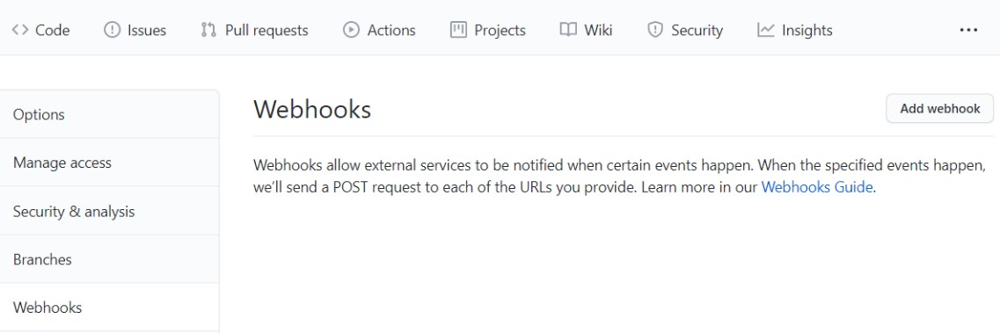 Code Issues Pull requests Actions Projects Wiki Security Insights
Options
Manage access
Security & analysis
Branches
Webhooks
Webhooks
Add webhook
Webhooks allow external services to be notified when certain events happen. When the specified events happen,
we’ll send a POST request to each of the URLs you provide. Learn more in our Webhooks Guide.